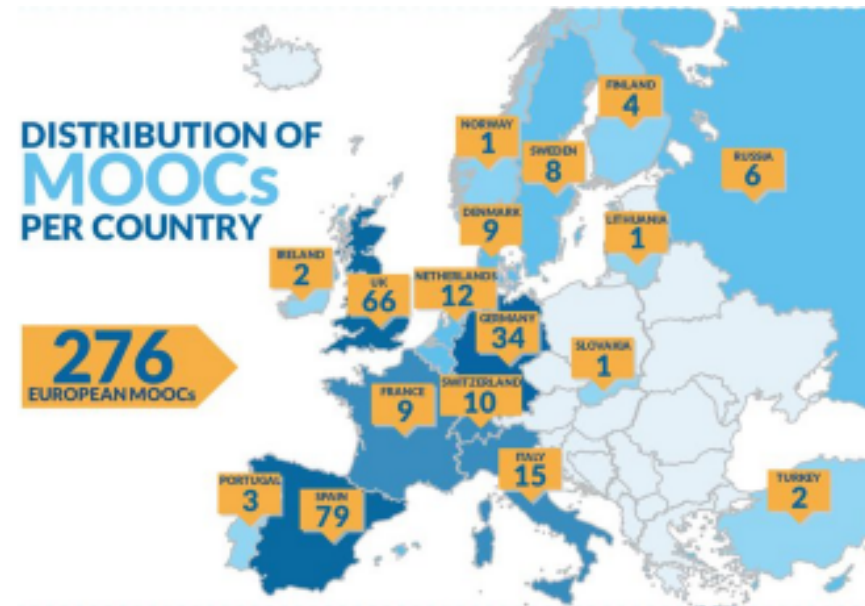 DISTRIBUTION OF
MOOCs
PER COUNTRY
276
EUROPEAN MOOCs
FINLAND
4
NORWAY
1
SWEDEN
8
RUSSIA
6
DENMARK
9
LITHUANIA
1
IRELAND
2
UK
66
NETHERLANDS
12
GERMANY
34
SLOVAKIA
1
FRANCE
9
SWITZERLAND
10
ITALY
15
PORTUGAL
3
SPAIN
79
TURKEY
2